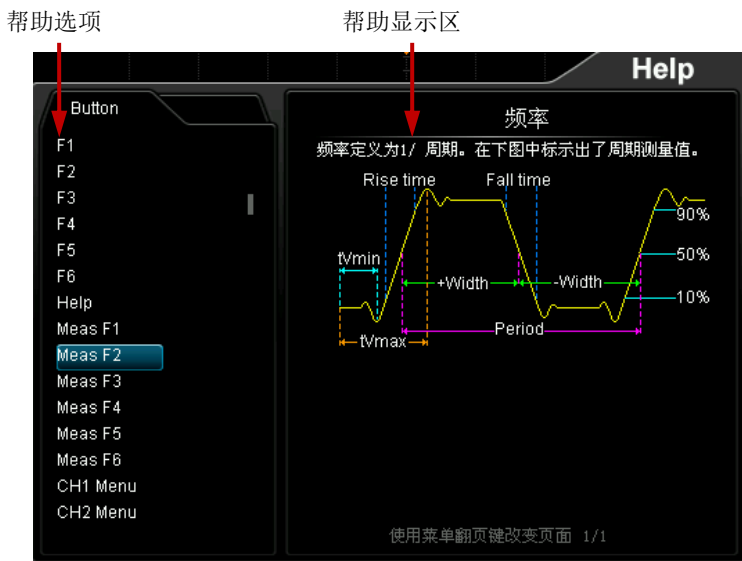 帮助选项
帮助显示区
Help
Button
F1
F2
F3
F4
F5
F6
Help
Meas F1
Meas F2
Meas F3
Meas F4
Meas F5
Meas F6
CH1 Menu
CH2 Menu
频率
频率定义为1/ 周期。在下图中标示出了周期测量值。
Rise time
Fall time
90%
tVmin
50%
+Width
-Width
10%
Period
tVmax
使用菜单翻页键改变页面 1/1